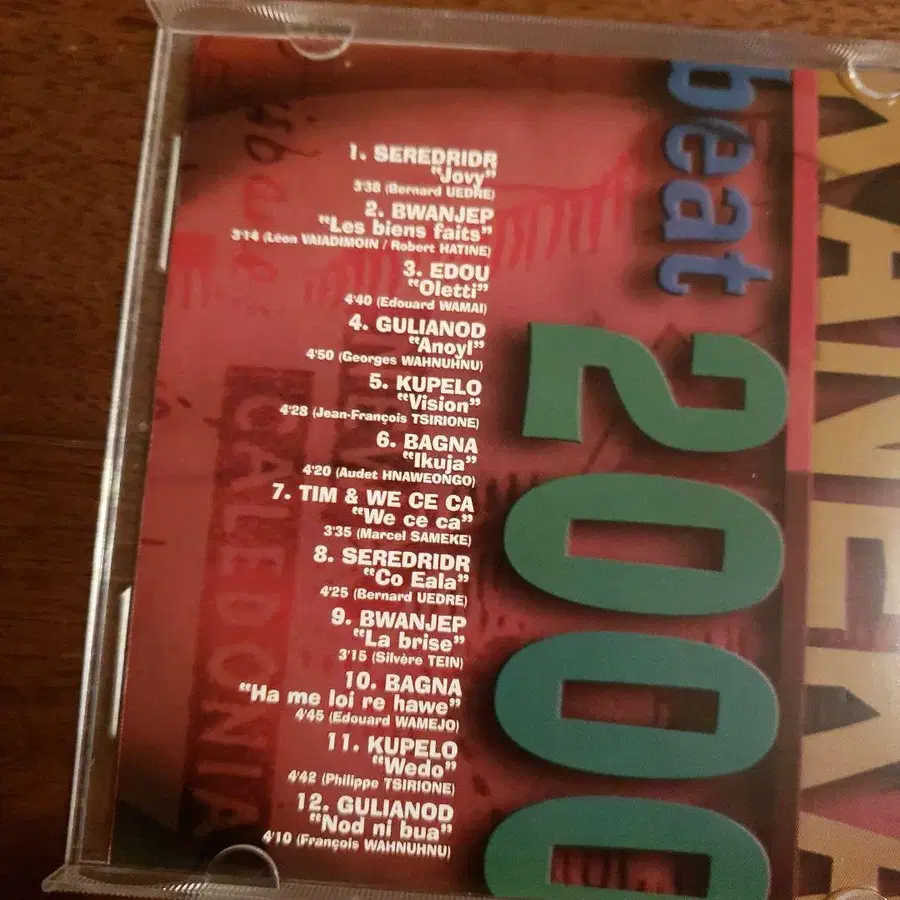 1. SEREDRIDR
"Jovy"
3'38 (Bernard UEDRE)
2. BWANJEP
"Les biens faits"
3'14 (Léon VAIADIMOIN / Robert HATINE)
3. EDOU
"Oletti"
4'40 (Edouard WAMAI)
4. GULIANOD
"Anoyl"
4'50 (Georges WAHNUHNU)
5. KUPELO
"Vision"
4'28 (Jean-François TSIRIONE)
6. BAGNA
"Ikuja"
4'20 (Audet HNAWEONGO)
7. TIM & WE CE CA
"We ce ca"
3'35 (Marcel SAMEKE)
8. SEREDRIDR
"Co Eala"
4'25 (Bernard UEDRE)
9. BWANJEP
"La brise"
3'15 (Silvère TEIN)
10. BAGNA
"Ha me loi re hawe"
4'45 (Edouard WAMEJO)
11. KUPELO
"Wedo"
4'42 (Philippe TSIRIONE)
12. GULIANOD
"Nod ni bua"
4'10 (François WAHNUHNU)
beat 2000
CALEDONIA